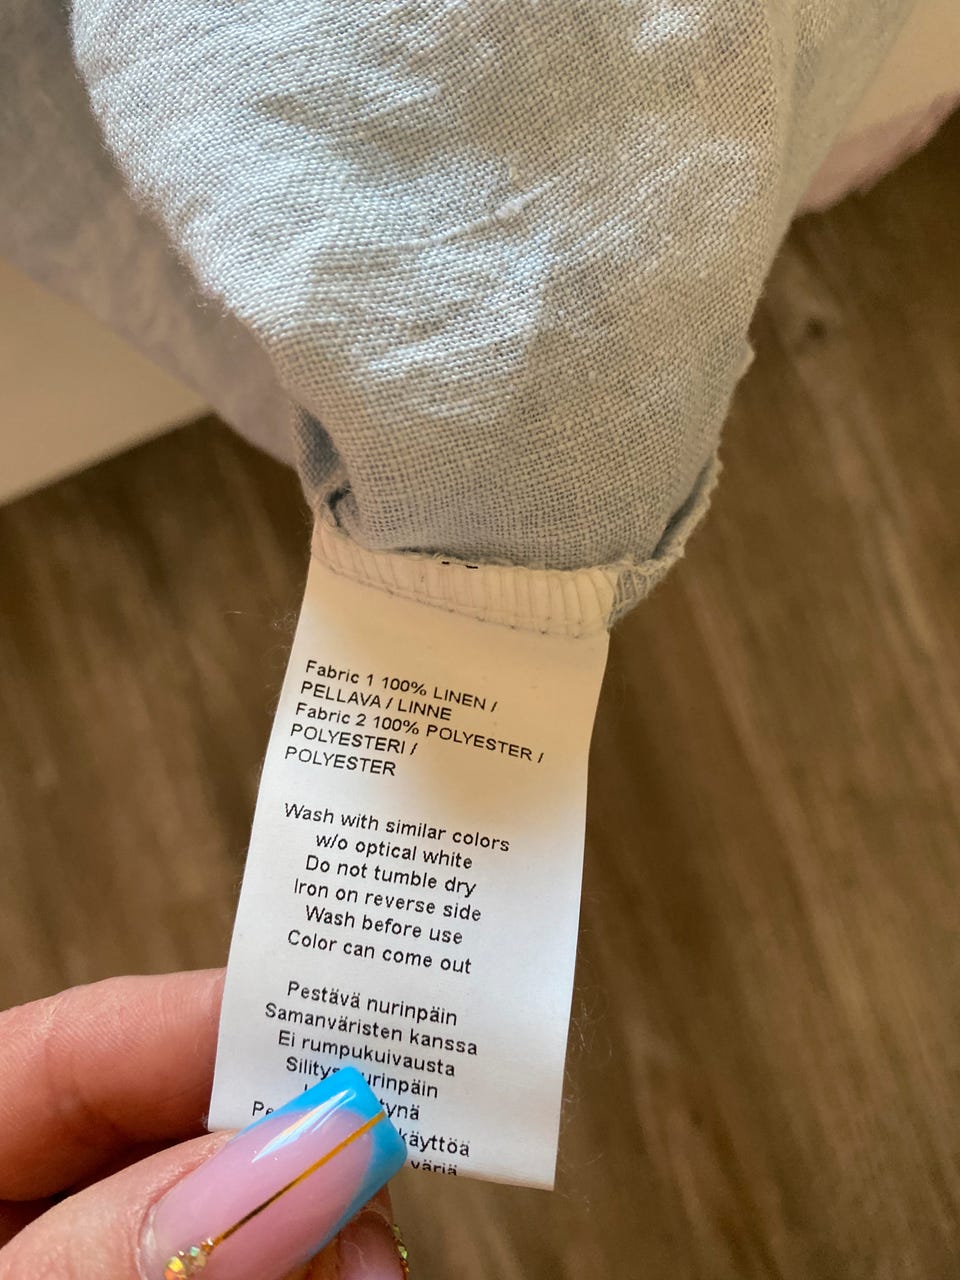 Fabric 1 100% LINEN /
PELLAVA / LINNE
Fabric 2 100% POLYESTER /
POLYESTERI /
POLYESTER
Wash with similar colors
w/o optical white
Do not tumble dry
Iron on reverse side
Wash before use
Color can come out
Pestävä nurinpäin
Samanväristen kanssa
Ei rumpukuivausta
nurinpäin
käyttöä
väriä